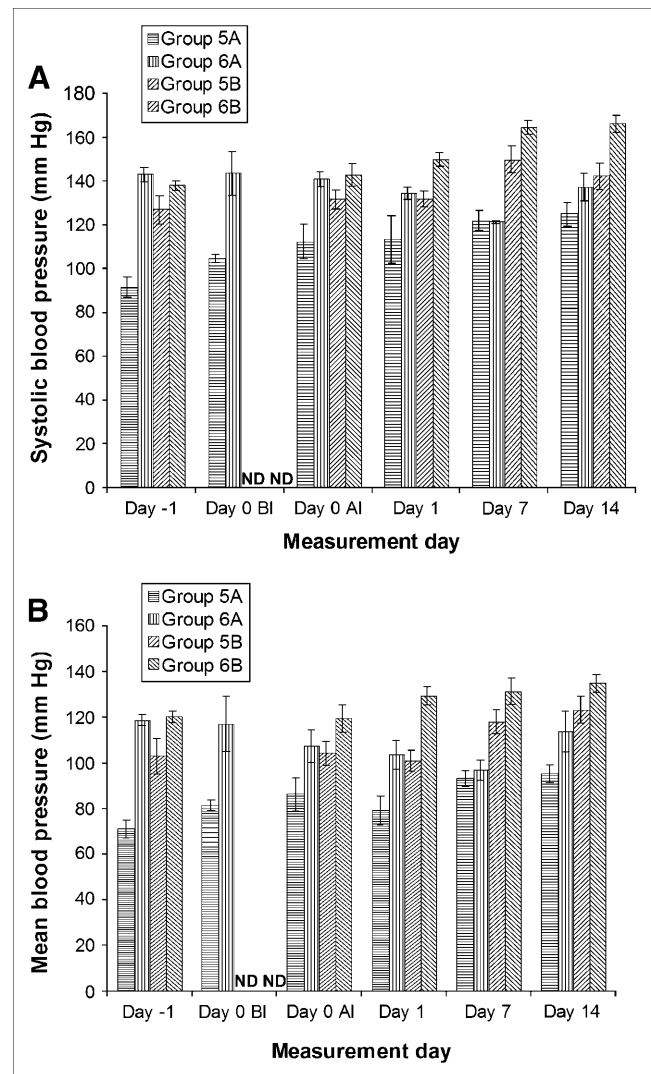 A
Group 5A
Group 6A
Group 5B
Group 6B
Systolic blood pressure (mm Hg)
180
160
140
120
100
80
60
40
20
0
ND ND
Day -1 Day 0 BI Day 0 AI Day 1 Day 7 Day 14
Measurement day
B
Group 5A
Group 6A
Group 5B
Group 6B
Mean blood pressure (mm Hg)
160
140
120
100
80
60
40
20
0
ND ND
Day -1 Day 0 BI Day 0 AI Day 1 Day 7 Day 14
Measurement day